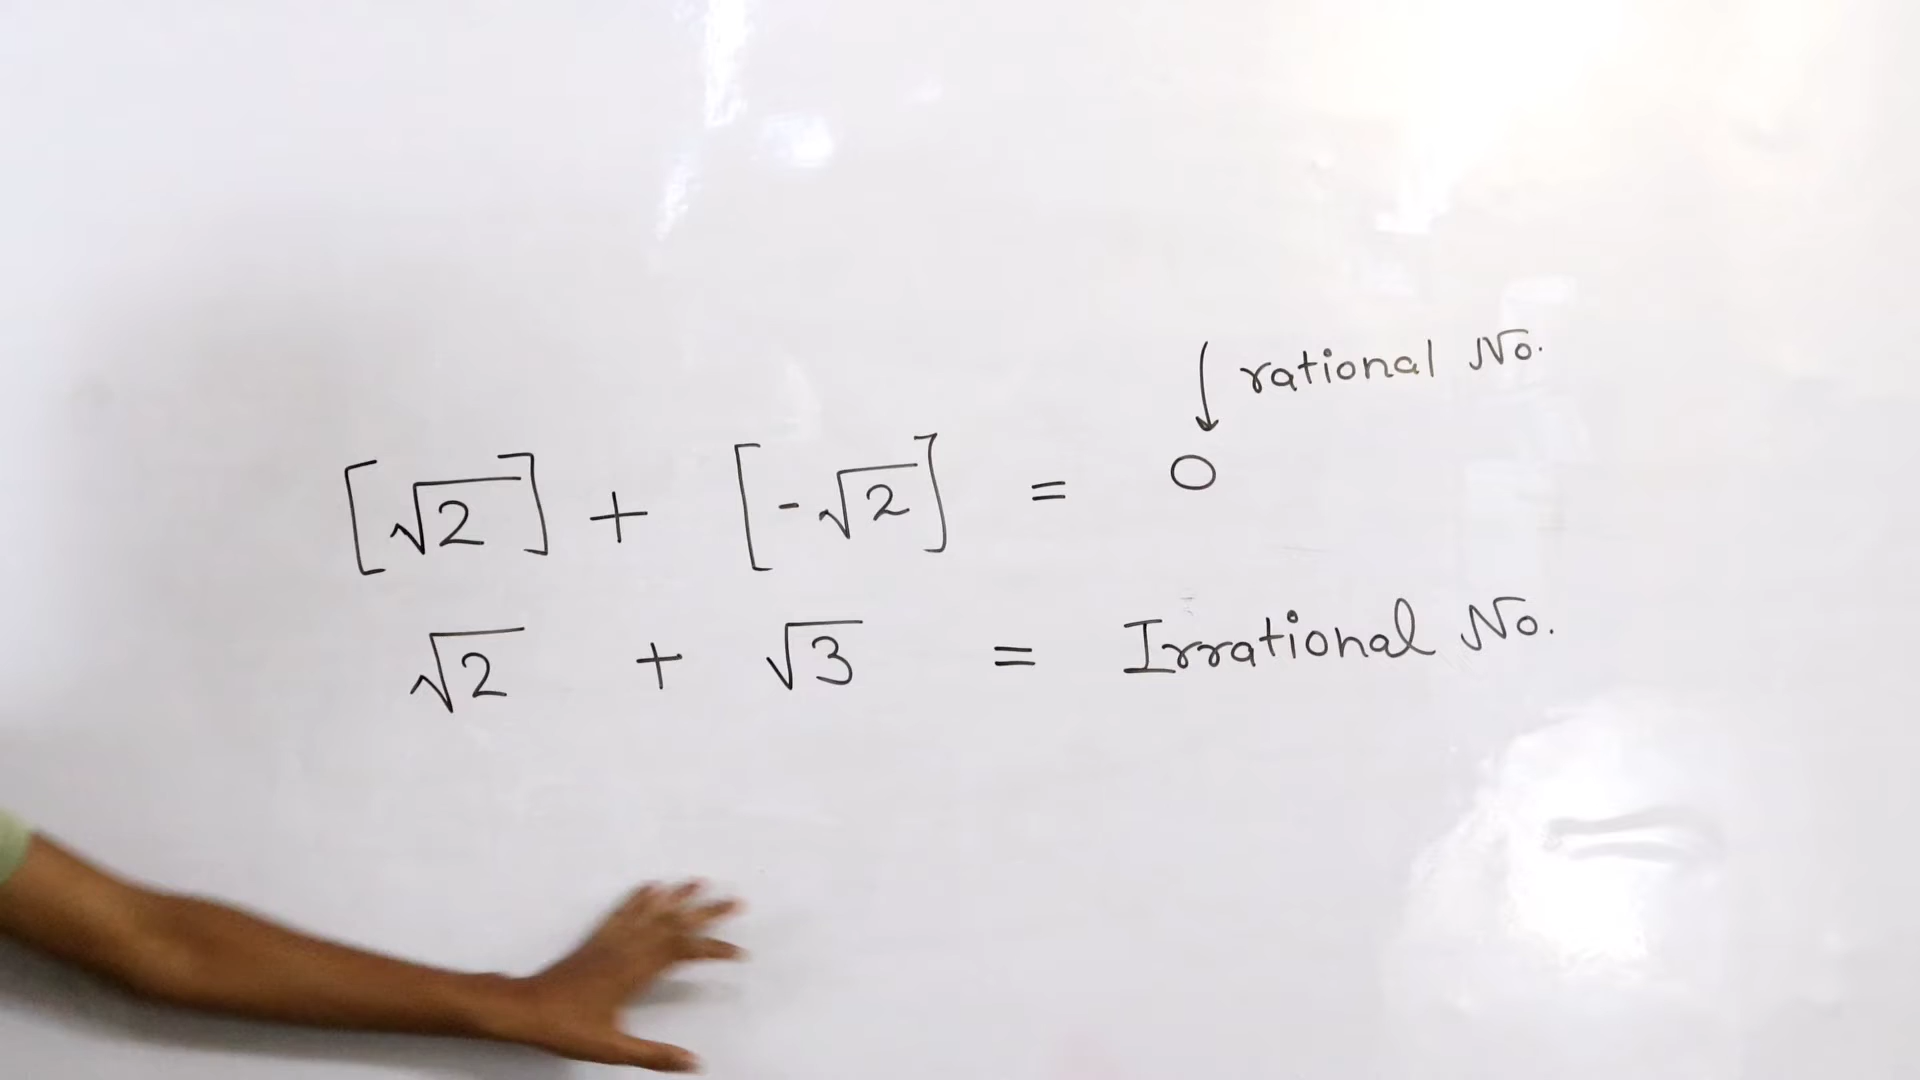 ↓ rational No.
[√2] + [-√2] = 0
√2 + √3 = Irrational No.